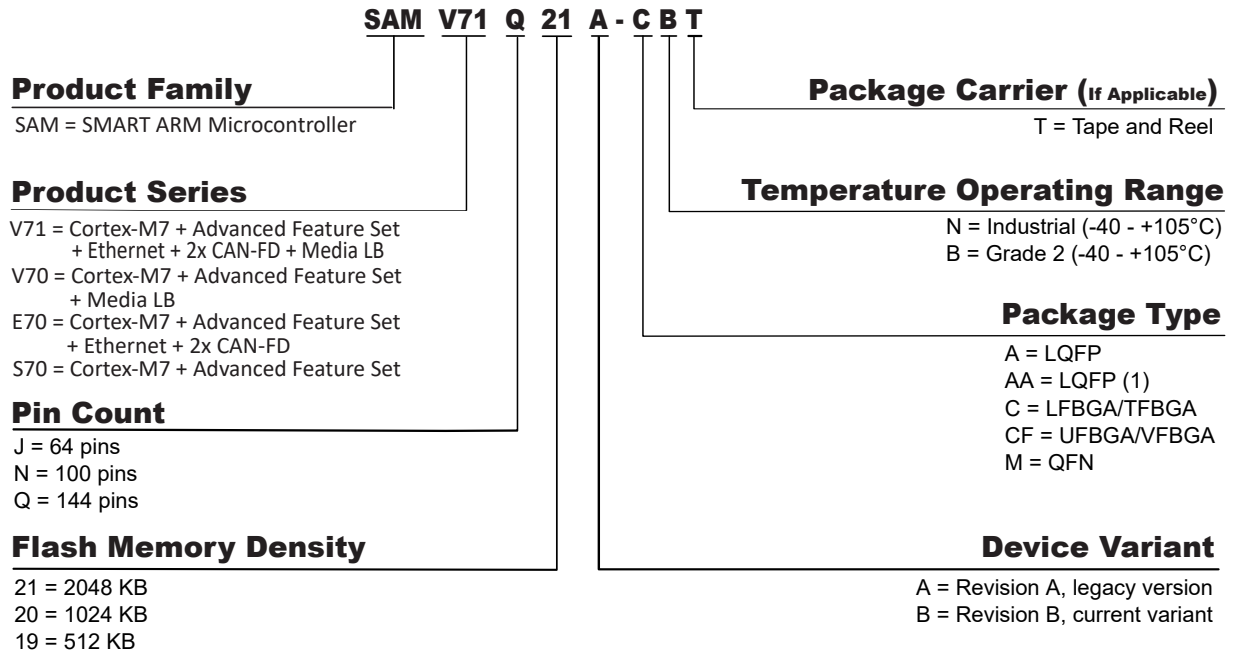 SAM V71 Q 21 A - C B T
Product Family
SAM = SMART ARM Microcontroller
Product Series
V71 = Cortex-M7 + Advanced Feature Set
+ Ethernet + 2x CAN-FD + Media LB
V70 = Cortex-M7 + Advanced Feature Set
+ Media LB
E70 = Cortex-M7 + Advanced Feature Set
+ Ethernet + 2x CAN-FD
S70 = Cortex-M7 + Advanced Feature Set
Pin Count
J = 64 pins
N = 100 pins
Q = 144 pins
Flash Memory Density
21 = 2048 KB
20 = 1024 KB
19 = 512 KB
Package Carrier (If Applicable)
T = Tape and Reel
Temperature Operating Range
N = Industrial (-40 - +105°C)
B = Grade 2 (-40 - +105°C)
Package Type
A = LQFP
AA = LQFP (1)
C = LFBGA/TFBGA
CF = UFBGA/VFBGA
M = QFN
Device Variant
A = Revision A, legacy version
B = Revision B, current variant